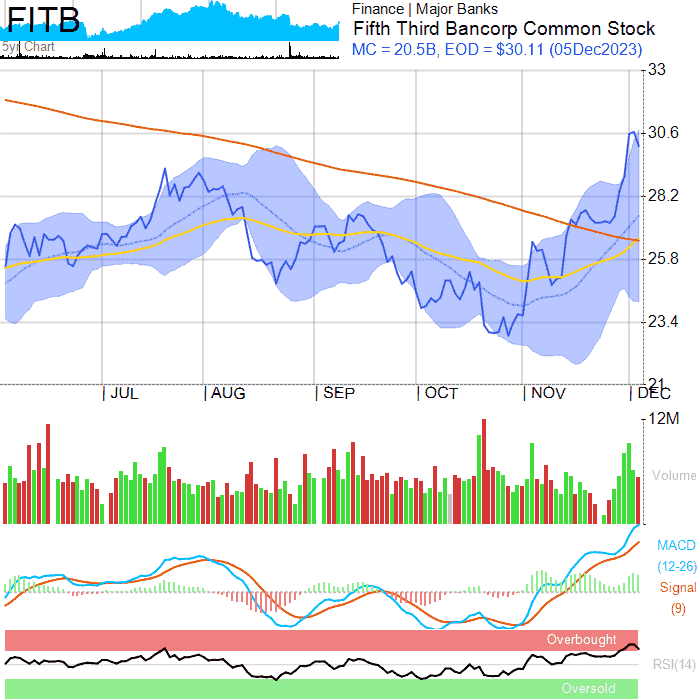 FITB
5yr Chart
Finance | Major Banks
Fifth Third Bancorp Common Stock
MC = 20.5B, EOD = $30.11 (05Dec2023)
33
30.6
28.2
25.8
23.4
21
| JUL | AUG | SEP | OCT | NOV | DEC
12M
Volume
MACD
(12-26)
Signal
(9)
Overbought
RSI(14)
Oversold